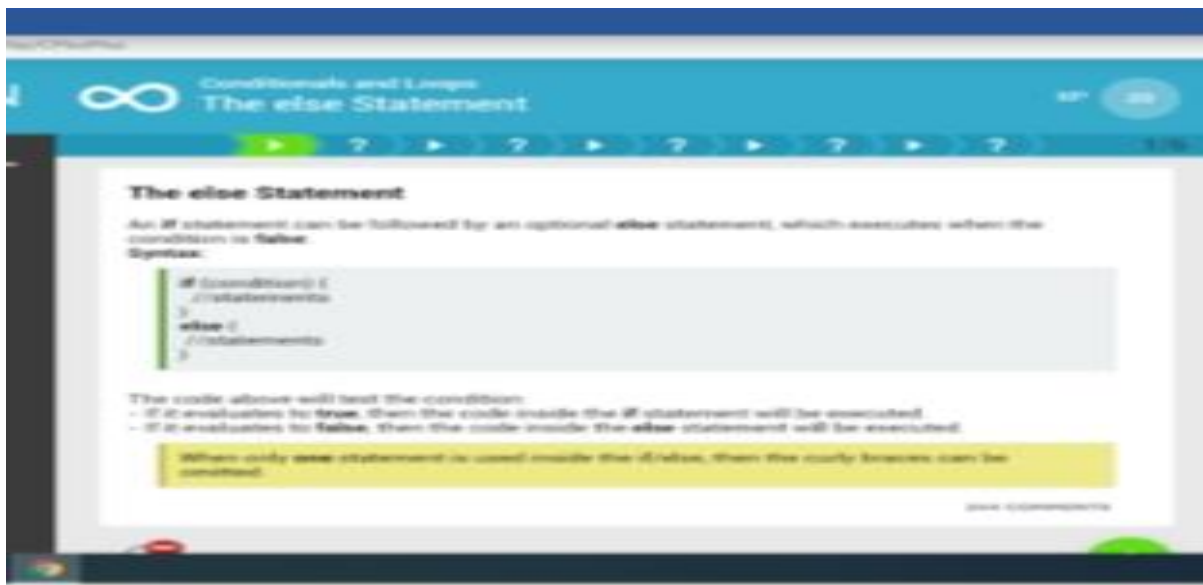 Conditionals and Loops
The else Statement
The else Statement
An if statement can be followed by an optional else statement, which executes when the
condition is false.
Syntax:
if (condition) {
//statements
}
else {
//statements
}
The code above will test the condition:
- If it evaluates to true, then the code inside the if statement will be executed.
- If it evaluates to false, then the code inside the else statement will be executed.
When only one statement is used inside the if/else, then the curly braces can be
omitted.
COMMENTS